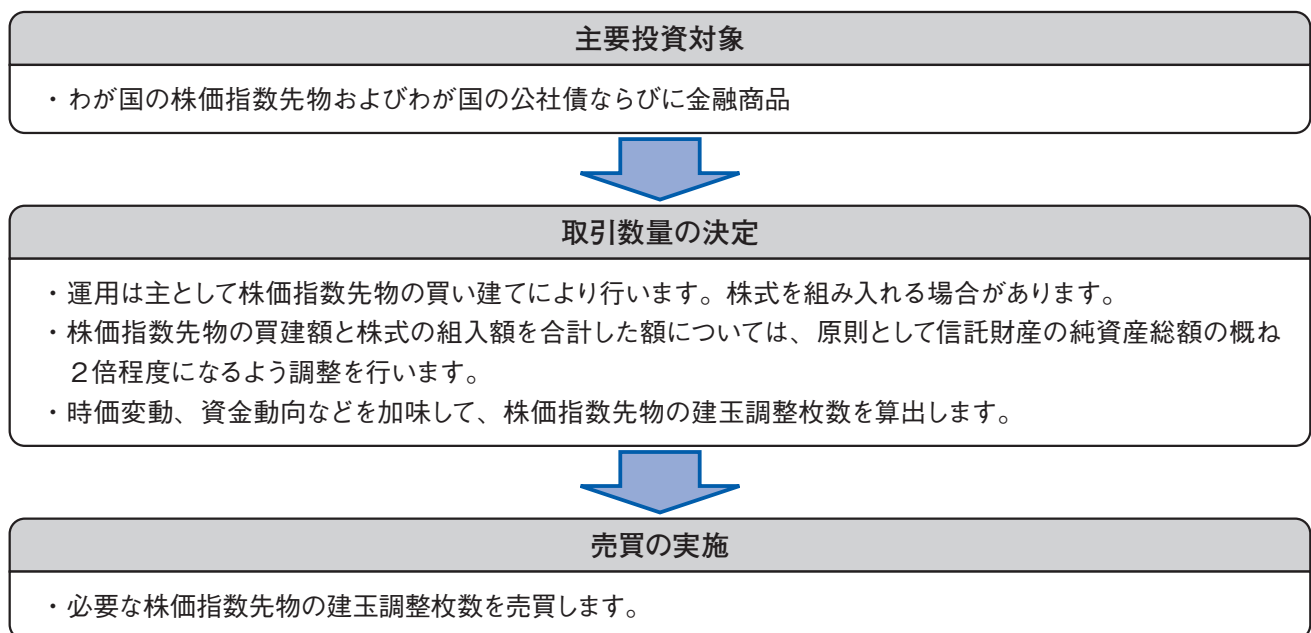 主要投資対象
・わが国の株価指数先物およびわが国の公社債ならびに金融商品
取引数量の決定
・運用は主として株価指数先物の買い建てにより行います。株式を組み入れる場合があります。
・株価指数先物の買建額と株式の組入額を合計した額については、原則として信託財産の純資産総額の概ね
２倍程度になるよう調整を行います。
・時価変動、資金動向などを加味して、株価指数先物の建玉調整枚数を算出します。
売買の実施
・必要な株価指数先物の建玉調整枚数を売買します。